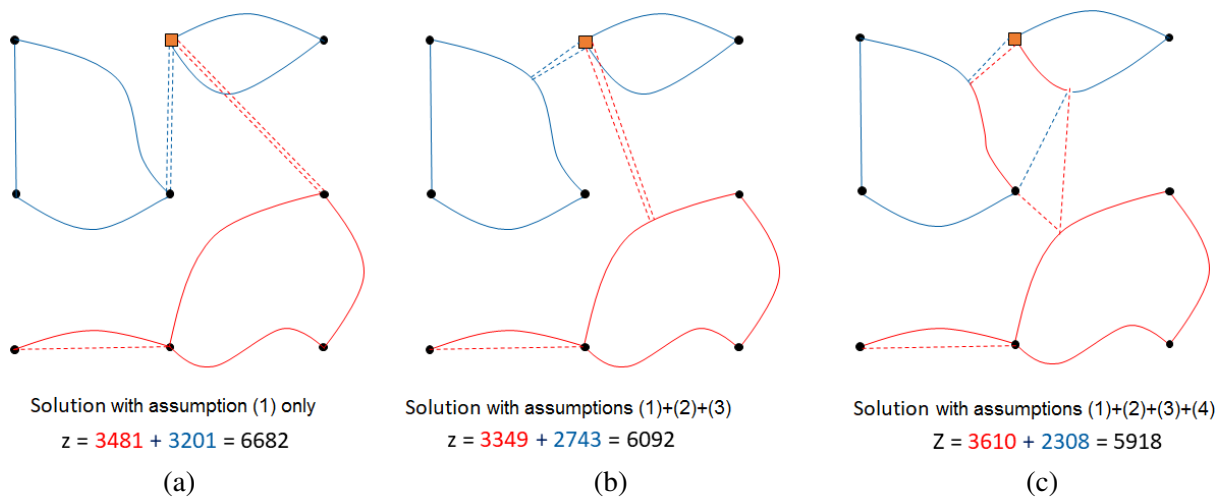 Solution with assumption (1) only
z = 3481 + 3201 = 6682
(a)
Solution with assumptions (1)+(2)+(3)
z = 3349 + 2743 = 6092
(b)
Solution with assumptions (1)+(2)+(3)+(4)
Z = 3610 + 2308 = 5918
(c)